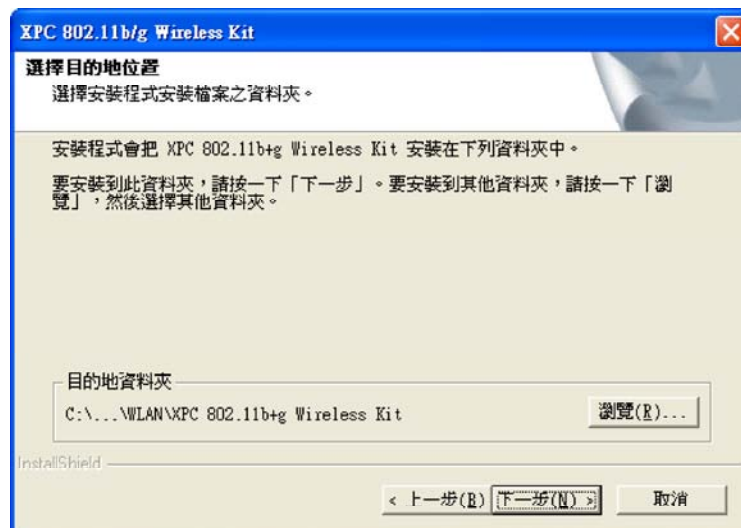 XPC 802.11b/g Wireless Kit
選擇目的地位置
選擇安裝程式安裝檔案之資料夾。
安裝程式會把 XPC 802.11b+g Wireless Kit 安裝在下列資料夾中。
要安裝到此資料夾，請按一下「下一步」。要安裝到其他資料夾，請按一下「瀏
覽」，然後選擇其他資料夾。
目的地資料夾
C:\...\WLAN\XPC 802.11b+g Wireless Kit
瀏覽(R)...
InstallShield
< 上一步(B)
下一步(N) >
取消